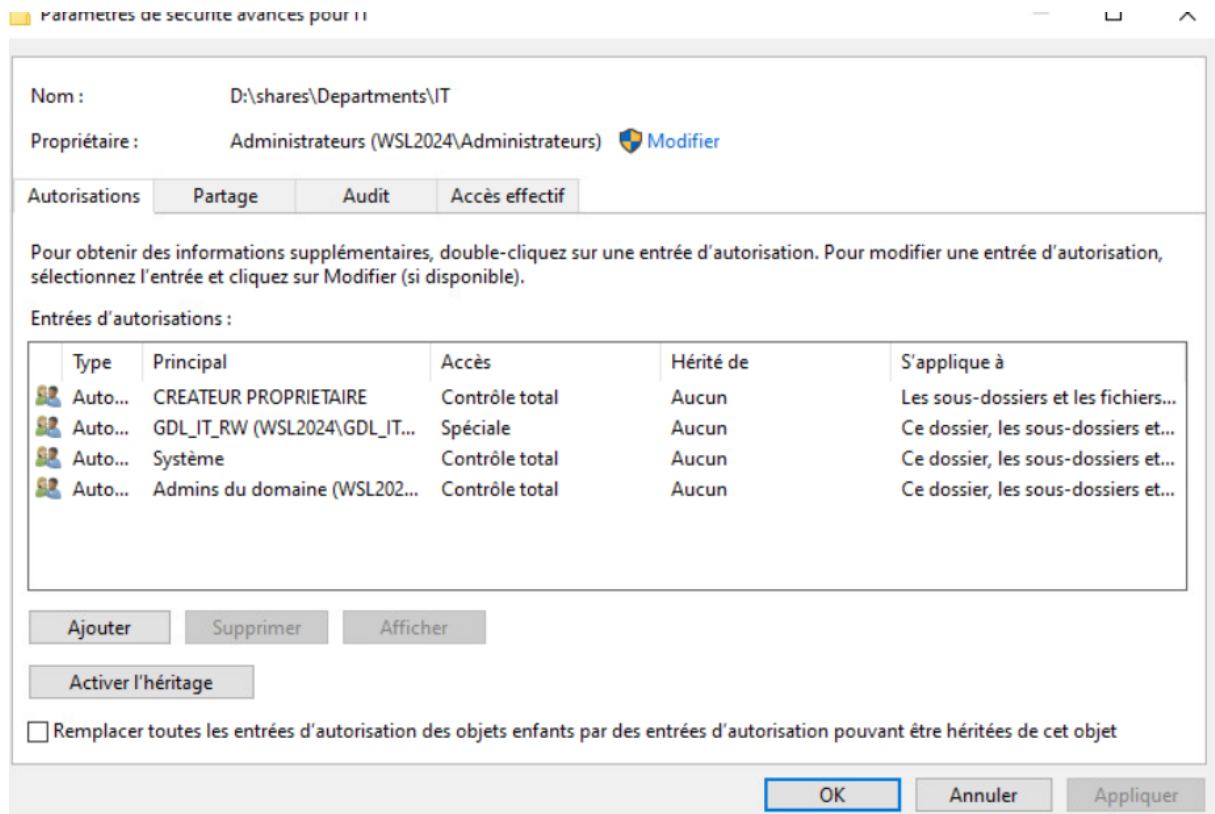 Paramètres de sécurité avancés pour IT
Nom : D:\shares\Departments\IT
Propriétaire : Administrateurs (WSL2024\Administrateurs) Modifier
Autorisations Partage Audit Accès effectif
Pour obtenir des informations supplémentaires, double-cliquez sur une entrée d'autorisation. Pour modifier une entrée d'autorisation,
sélectionnez l'entrée et cliquez sur Modifier (si disponible).
Entrées d'autorisations :
Type Principal Accès Hérité de S'applique à
Auto... CREATEUR PROPRIETAIRE Contrôle total Aucun Les sous-dossiers et les fichiers...
Auto... GDL_IT_RW (WSL2024\GDL_IT... Spéciale Aucun Ce dossier, les sous-dossiers et...
Auto... Système Contrôle total Aucun Ce dossier, les sous-dossiers et...
Auto... Admins du domaine (WSL202... Contrôle total Aucun Ce dossier, les sous-dossiers et...
Ajouter Supprimer Afficher
Activer l'héritage
Remplacer toutes les entrées d'autorisation des objets enfants par des entrées d'autorisation pouvant être héritées de cet objet
OK Annuler Appliquer